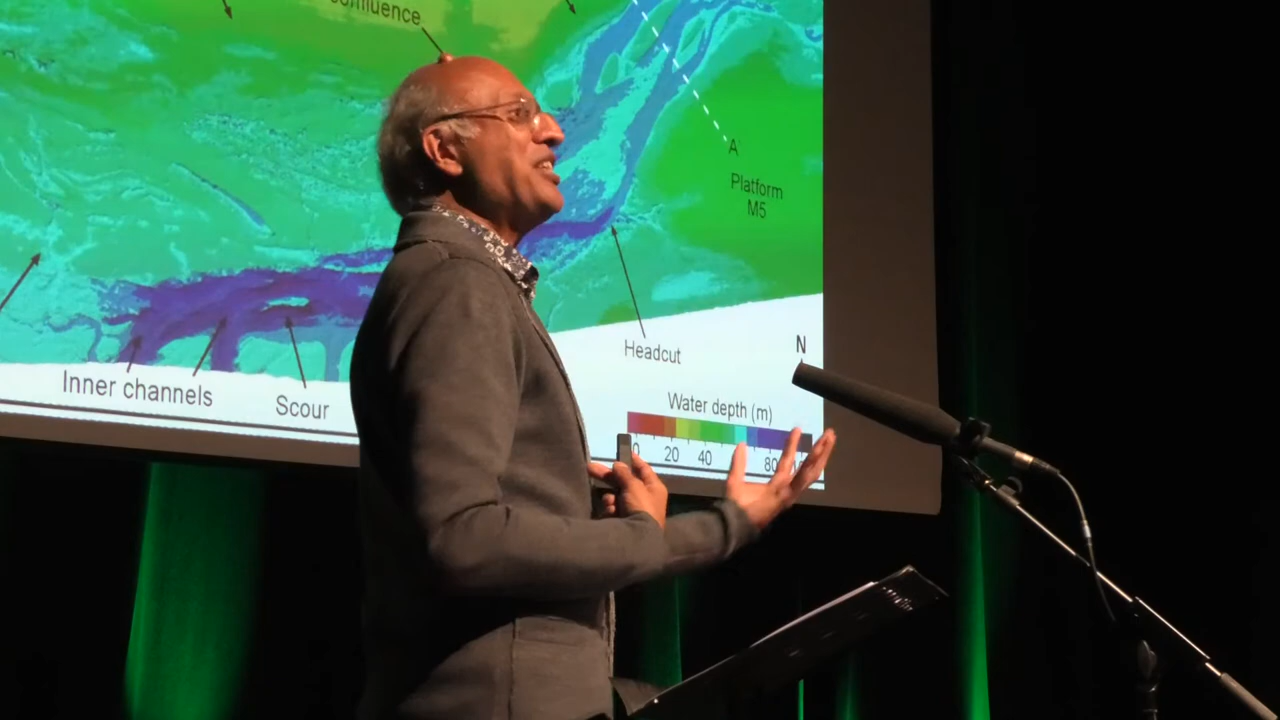 A
Platform
M5
Headcut
N
Inner channels
Scour
Water depth (m)
20 40 80